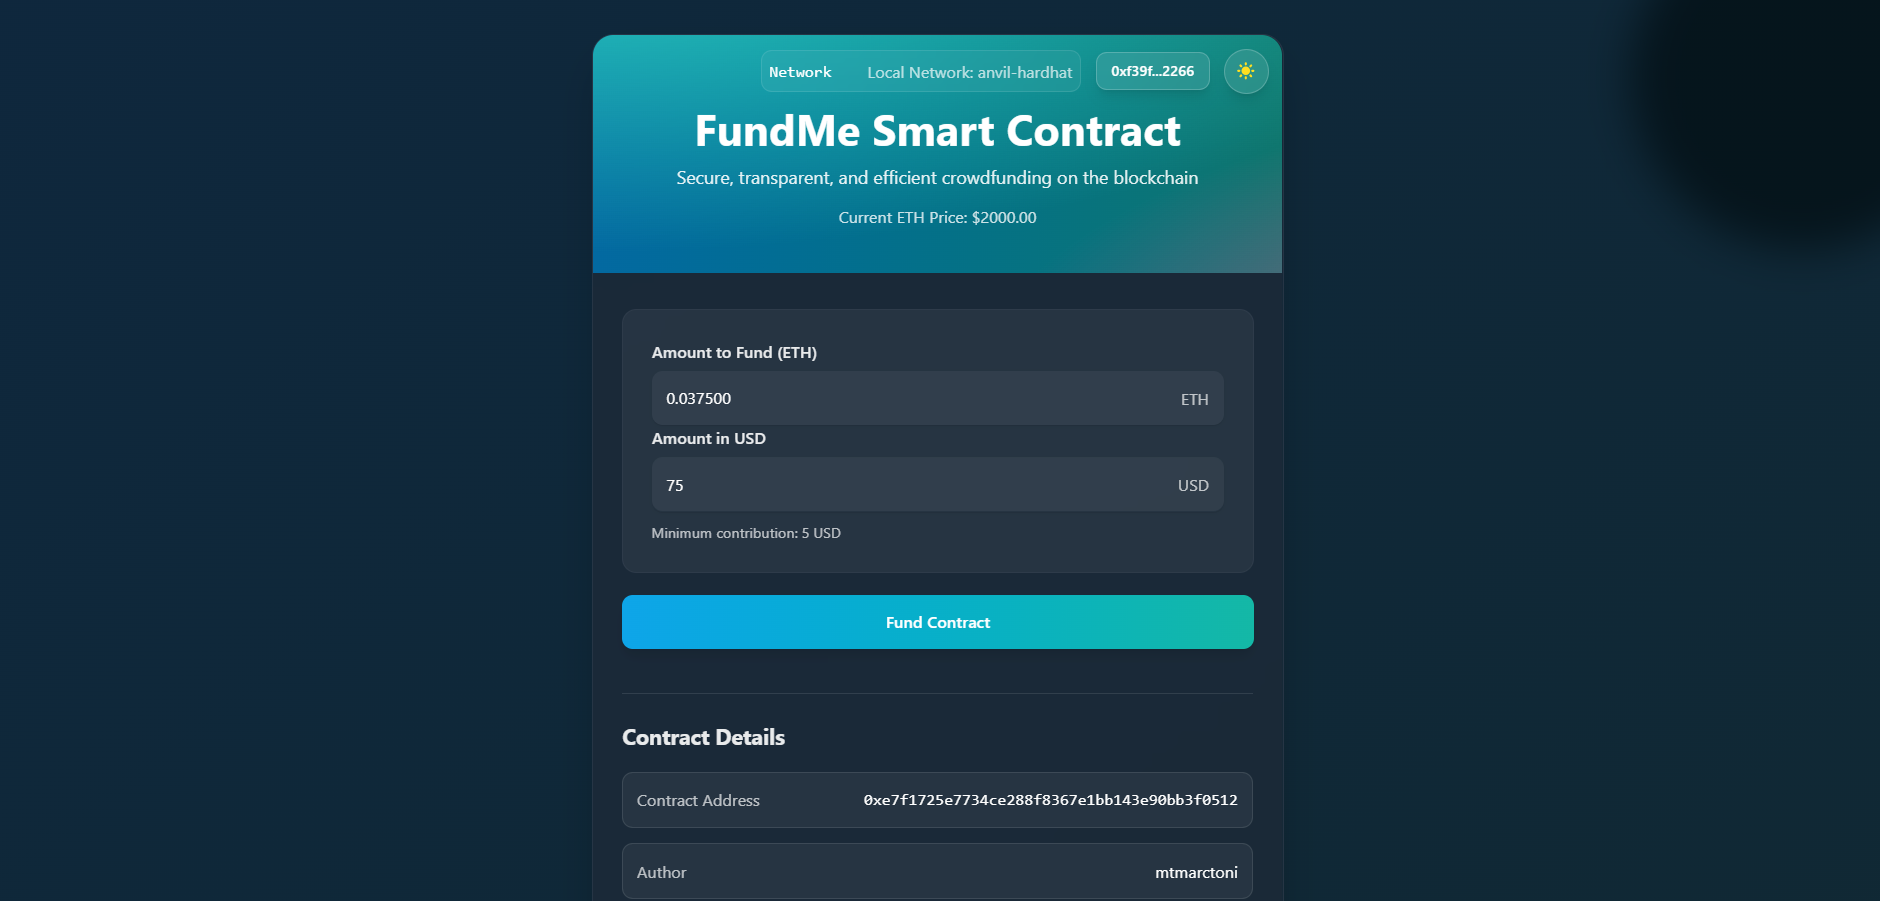 Network Local Network: anvil-hardhat 0xf39f...2266
FundMe Smart Contract
Secure, transparent, and efficient crowdfunding on the blockchain
Current ETH Price: $2000.00
Amount to Fund (ETH)
0.037500 ETH
Amount in USD
75 USD
Minimum contribution: 5 USD
Fund Contract
Contract Details
Contract Address 0xe7f1725e7734ce288f8367e1bb143e90bb3f0512
Author mtmarctoni